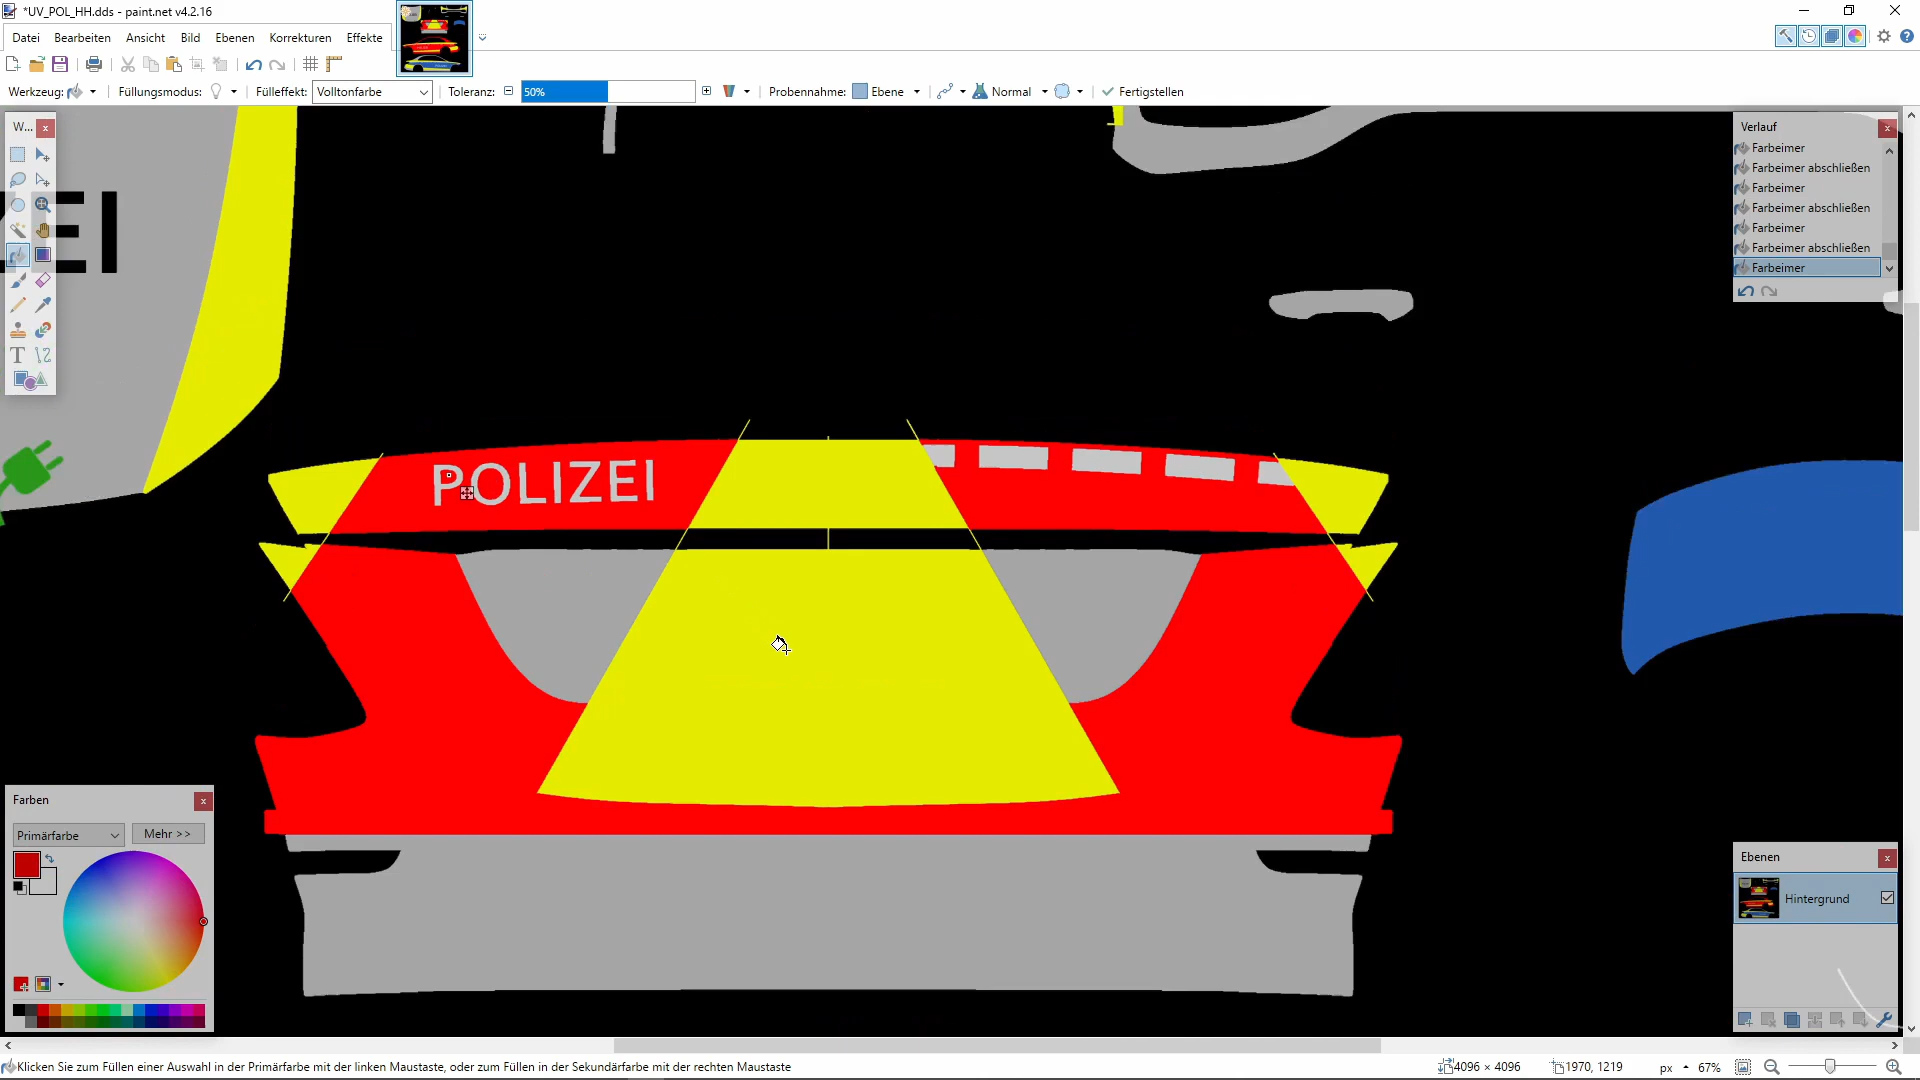 *UV_POL_HH.dds - paint.net v4.2.16
Datei Bearbeiten Ansicht Bild Ebenen Korrekturen Effekte
Werkzeug: Füllungsmodus: Fülleffekt: Volltonfarbe Toleranz: 50% Probennahme: Ebene Normal Fertigstellen
W...
EI
Verlauf
Farbeimer
Farbeimer abschließen
Farbeimer
Farbeimer abschließen
Farbeimer
Farbeimer abschließen
Farbeimer
POLIZEI
Farben
Primärfarbe Mehr >>
Ebenen
Hintergrund
Klicken Sie zum Füllen einer Auswahl in der Primärfarbe mit der linken Maustaste, oder zum Füllen in der Sekundärfarbe mit der rechten Maustaste 4096 × 4096 1970, 1219 px 67%